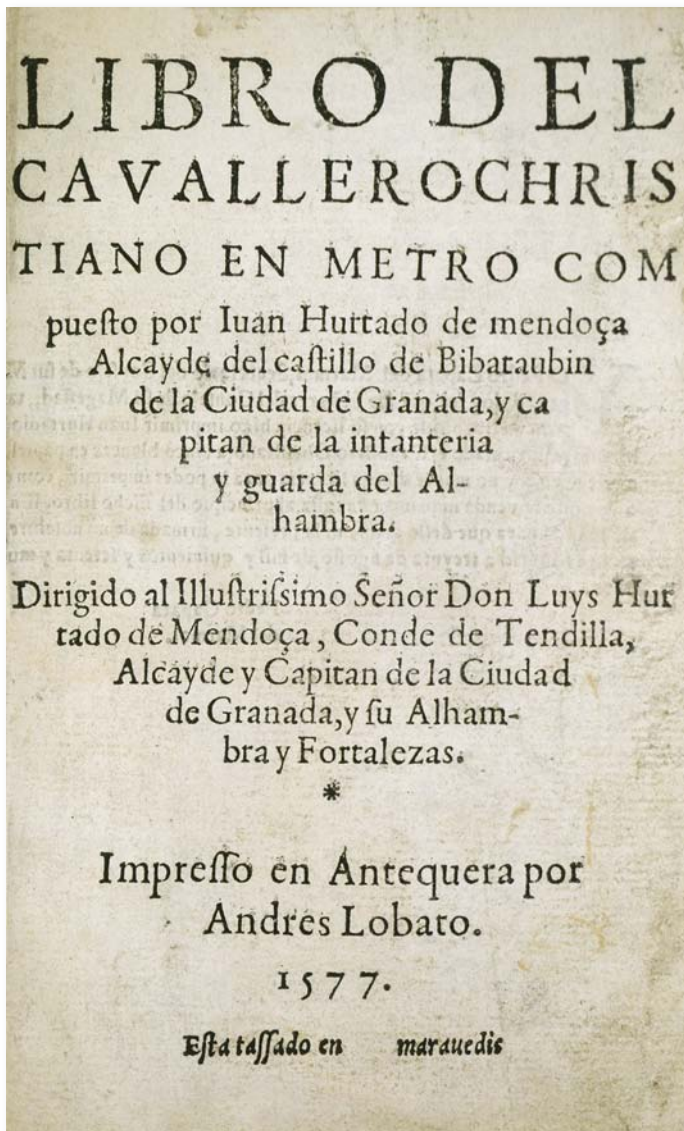 LIBRO DEL
CAVALLEROCHRIS
TIANO EN METRO COM
pueſto por Iuan Hurtado de mendoça
Alcayde del caſtillo de Bibataubin
de la Ciudad de Granada,y ca
pitan de la infanteria
y guarda del Al-
hambra.
Dirigido al Illuſtriſsimo Señor Don Luys Hur
tado de Mendoça, Conde de Tendilla,
Alcayde y Capitan de la Ciudad
de Granada,y ſu Alham-
bra y Fortalezas.
*
Impreſſo en Antequera por
Andres Lobato.
1577.
Eſta taſſado en marauedis